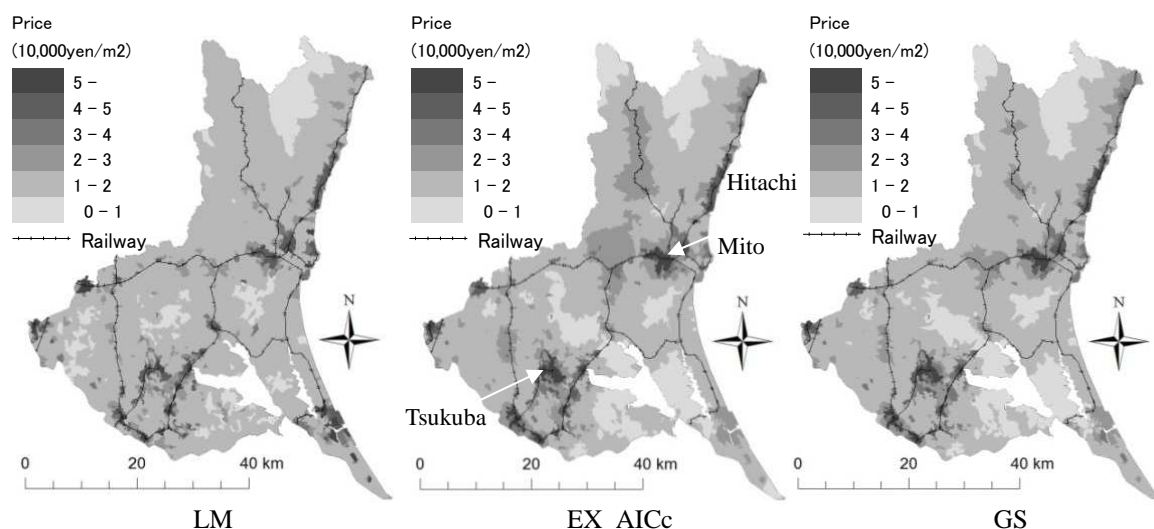 Price
(10,000yen/m2)
5 –
4 – 5
3 – 4
2 – 3
1 – 2
0 – 1
Railway
N
0 20 40 km
LM
Price
(10,000yen/m2)
5 –
4 – 5
3 – 4
2 – 3
1 – 2
0 – 1
Railway
Hitachi
Mito
N
Tsukuba
0 20 40 km
EX_AICc
Price
(10,000yen/m2)
5 –
4 – 5
3 – 4
2 – 3
1 – 2
0 – 1
Railway
N
0 20 40 km
GS